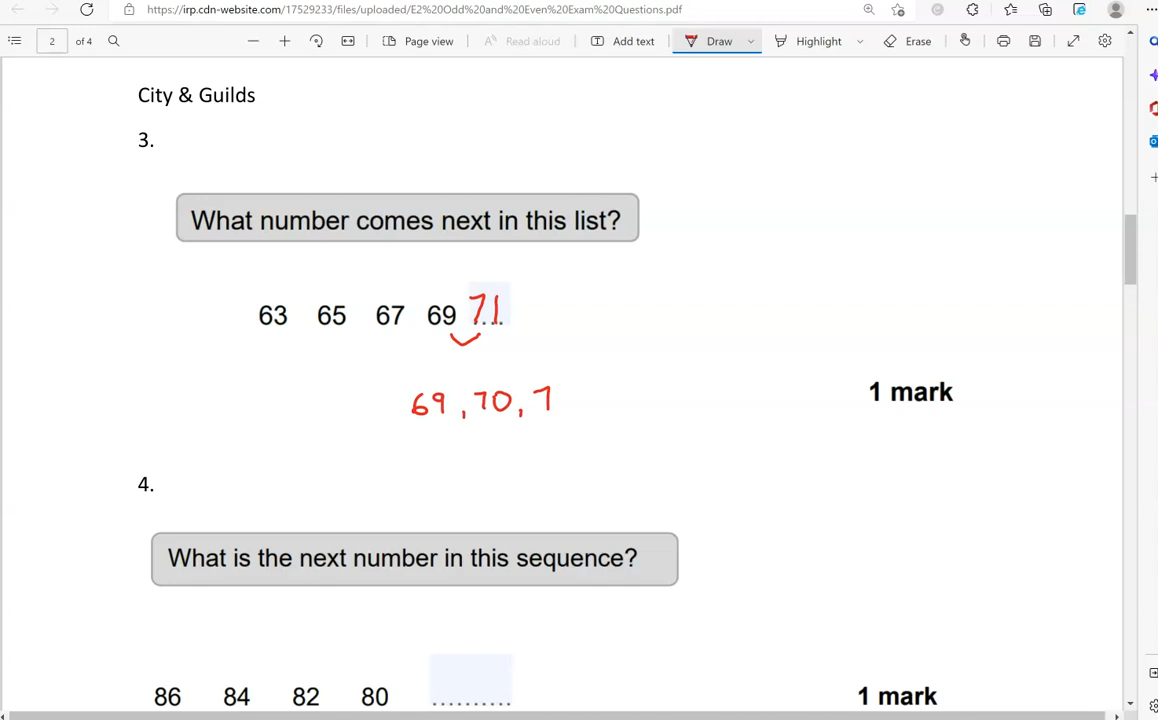 https://irp.cdn-website.com/17529233/files/uploaded/E2%20Odd%20and%20Even%20Exam%20Questions.pdf
2 of 4 Page view Read aloud Add text Draw Highlight Erase
City & Guilds
3.
What number comes next in this list?
63 65 67 69 71
69, 70, 7
1 mark
4.
What is the next number in this sequence?
86 84 82 80 ..........
1 mark